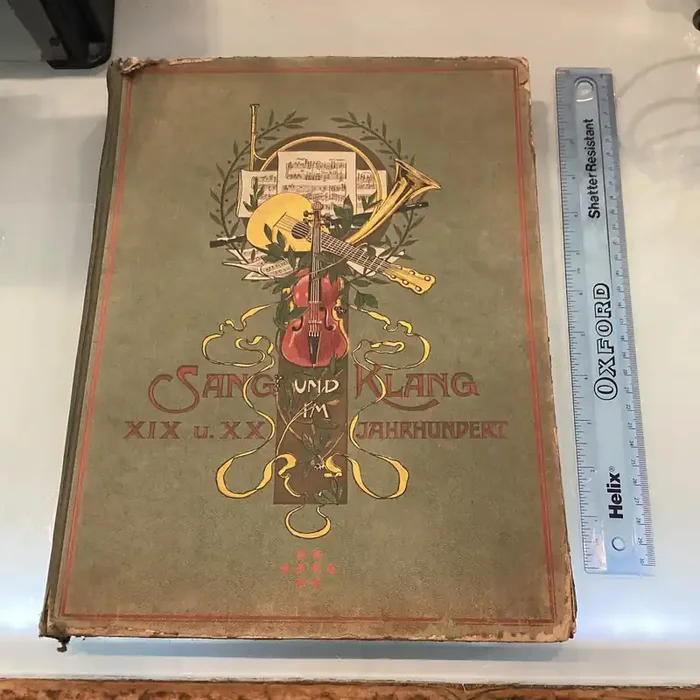 SANG UND KLANG
XIX U. XX IM JAHRHUNDERT
Shatter Resistant
OXFORD
Helix®